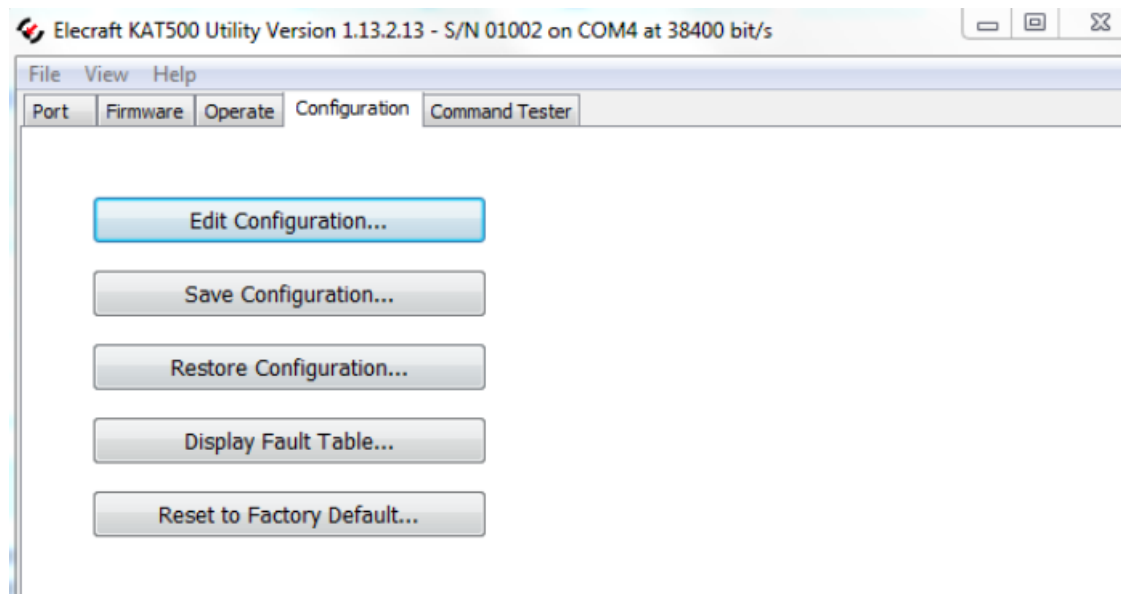 Elecraft KAT500 Utility Version 1.13.2.13 - S/N 01002 on COM4 at 38400 bit/s
File View Help
Port Firmware Operate Configuration Command Tester
Edit Configuration...
Save Configuration...
Restore Configuration...
Display Fault Table...
Reset to Factory Default...